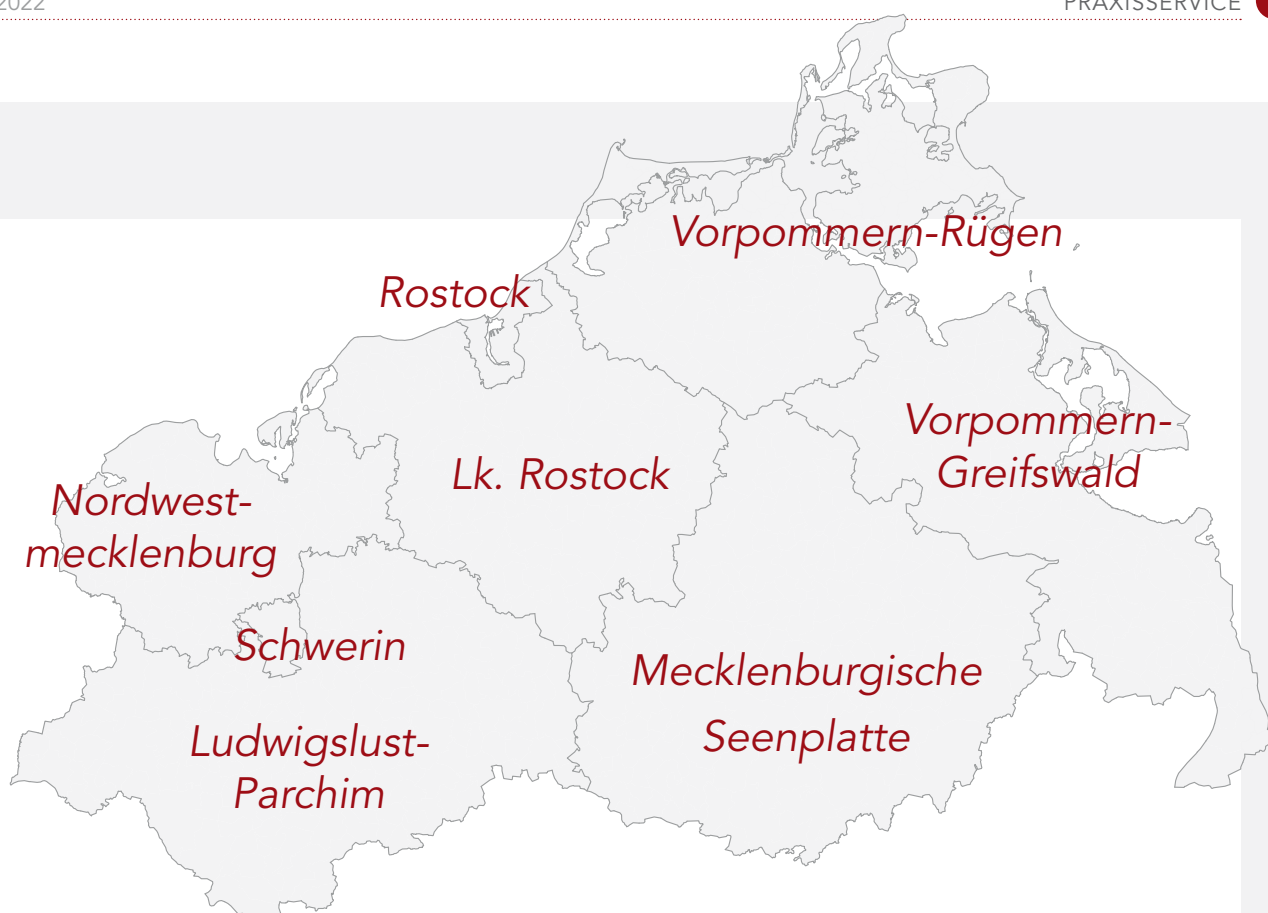 2022
PRAXISSERVICE
Vorpommern-Rügen
Rostock
Vorpommern-
Greifswald
Lk. Rostock
Nordwest-
mecklenburg
Schwerin
Mecklenburgische
Seenplatte
Ludwigslust-
Parchim